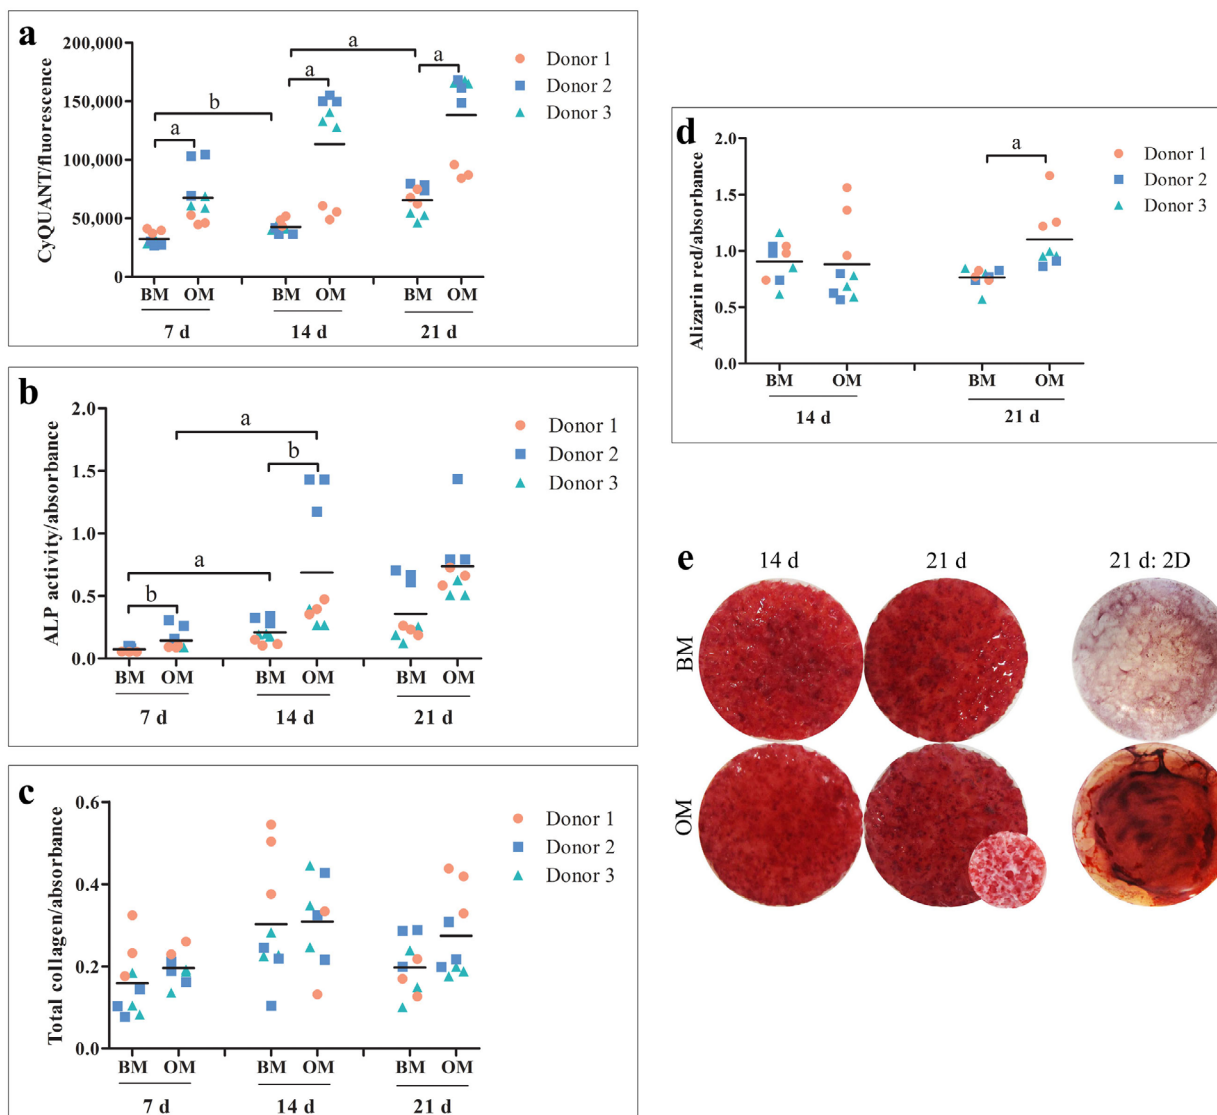 a
CyQUANT/fluorescence
200,000
150,000
100,000
50,000
0
a
b
a
a
a
Donor 1
Donor 2
Donor 3
BM OM BM OM BM OM
7 d 14 d 21 d
b
ALP activity/absorbance
2.0
1.5
1.0
0.5
0.0
b
a
a
b
Donor 1
Donor 2
Donor 3
BM OM BM OM BM OM
7 d 14 d 21 d
c
Total collagen/absorbance
0.6
0.4
0.2
0.0
Donor 1
Donor 2
Donor 3
BM OM BM OM BM OM
7 d 14 d 21 d
d
Alizarin red/absorbance
2.0
1.5
1.0
0.5
0.0
a
Donor 1
Donor 2
Donor 3
BM OM BM OM
14 d 21 d
e
14 d 21 d 21 d: 2D
BM
OM